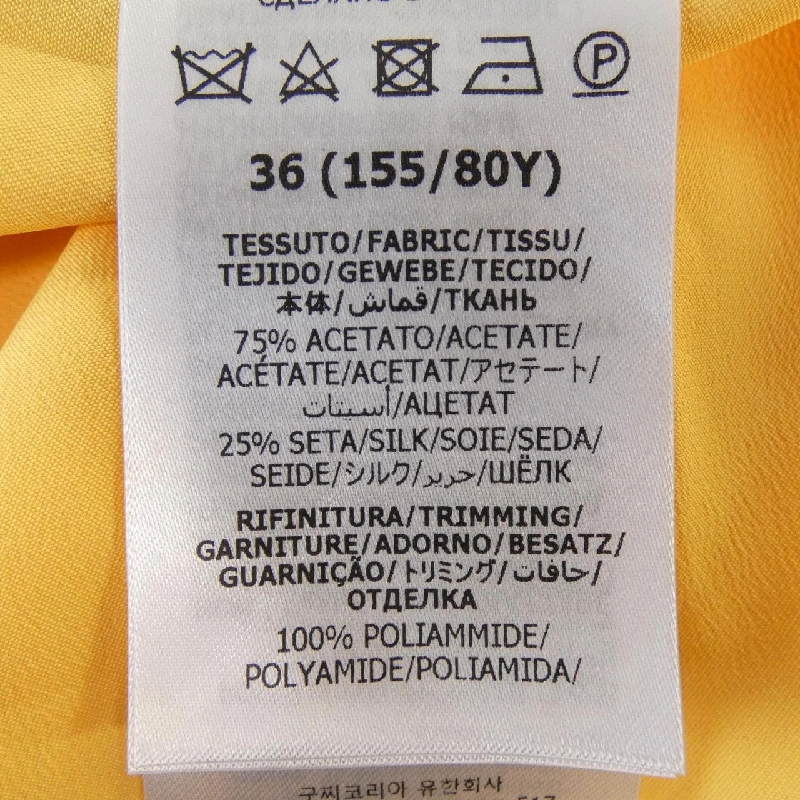 СДЕЛАНО В
P
36 (155/80Y)
TESSUTO/FABRIC/TISSU/
TEJIDO/GEWEBE/TECIDO/
本体/قماش/ТКАНЬ
75% ACETATO/ACETATE/
ACÉTATE/ACETAT/アセテート/
أسيتات/АЦЕТАТ
25% SETA/SILK/SOIE/SEDA/
SEIDE/シルク/حرير/ШЁЛК
RIFINITURA/TRIMMING/
GARNITURE/ADORNO/BESATZ/
GUARNIÇÃO/トリミング/حافات/
ОТДЕЛКА
100% POLIAMMIDE/
POLYAMIDE/POLIAMIDA/
구찌코리아 유한회사